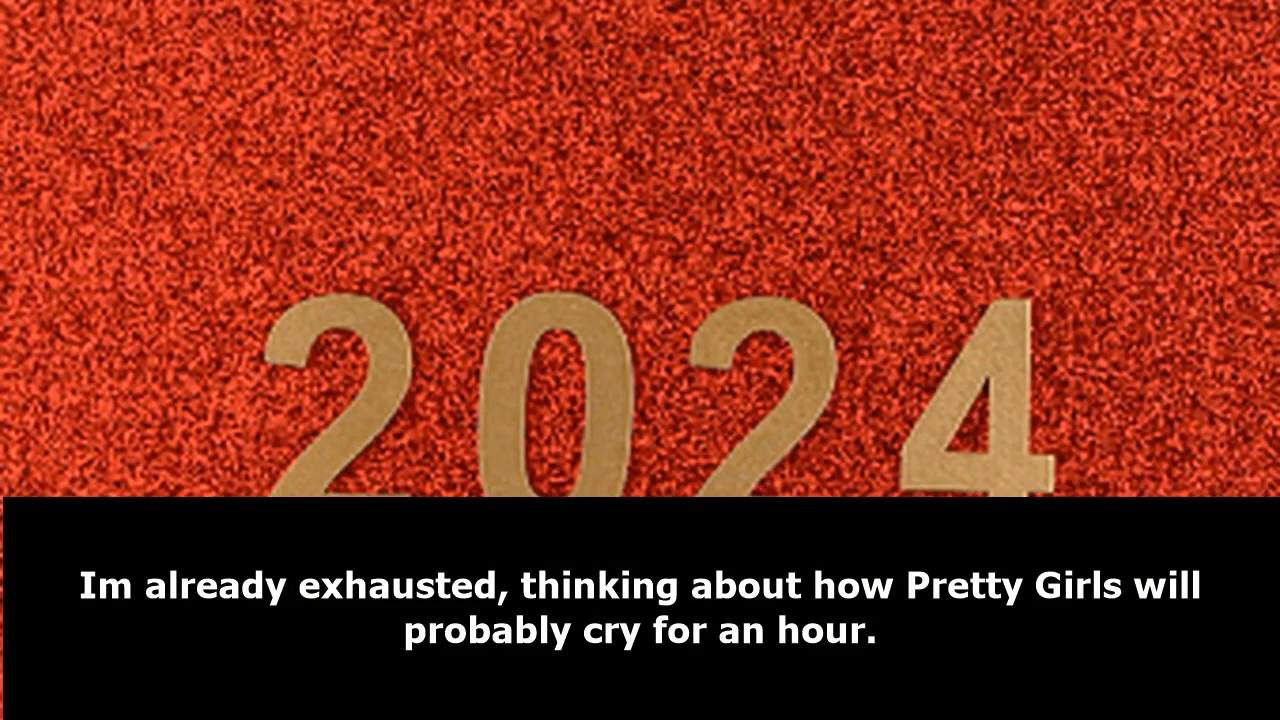 2024
Im already exhausted, thinking about how Pretty Girls will
probably cry for an hour.